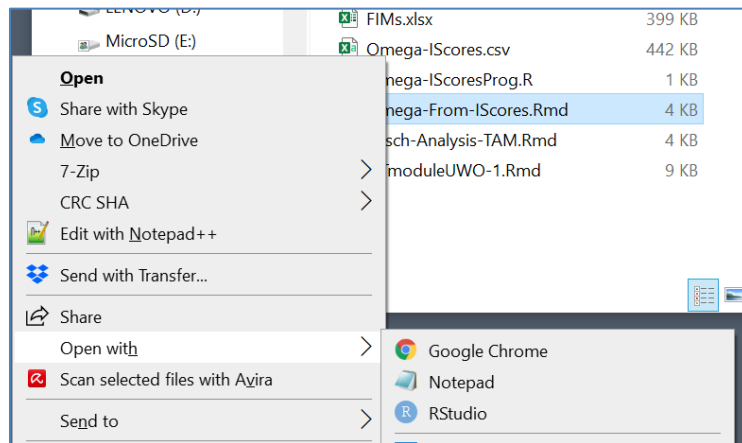 LENOVO (D:)
MicroSD (E:)
FIMs.xlsx 399 KB
Omega-IScores.csv 442 KB
mega-IScoresProg.R 1 KB
mega-From-IScores.Rmd 4 KB
sch-Analysis-TAM.Rmd 4 KB
moduleUWO-1.Rmd 9 KB
Open
Share with Skype
Move to OneDrive
7-Zip
CRC SHA
Edit with Notepad++
Send with Transfer...
Share
Open with
Scan selected files with Avira
Send to
Google Chrome
Notepad
RStudio